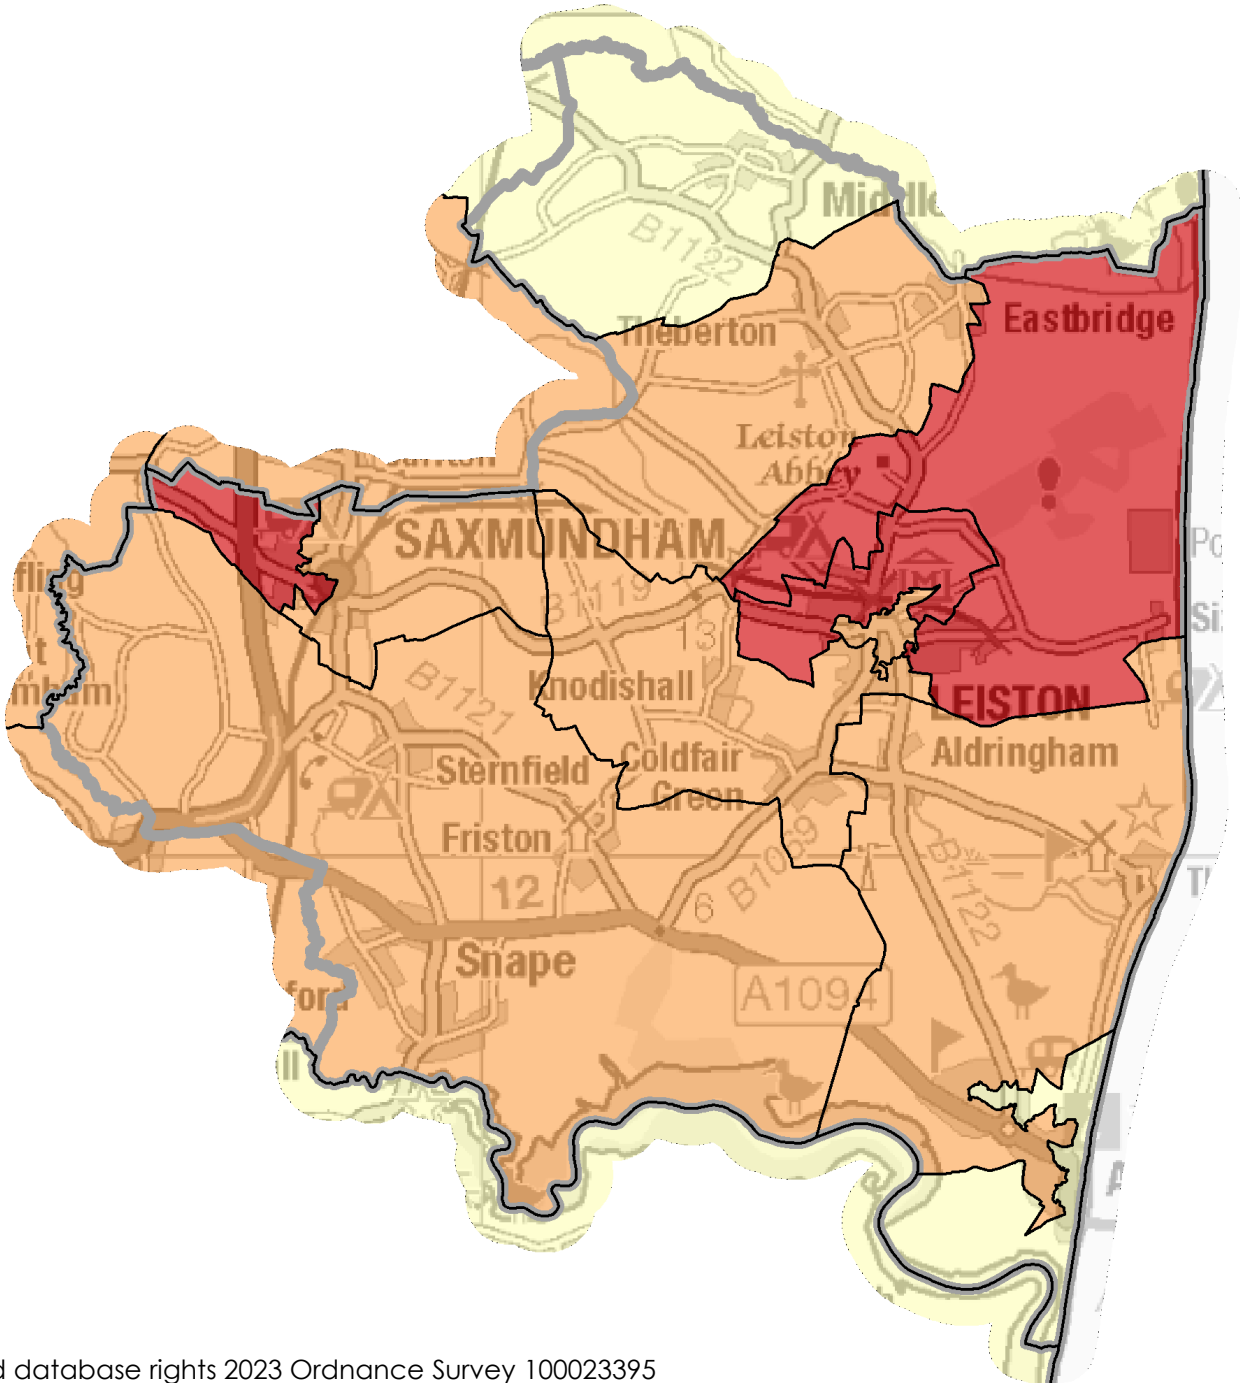 B1122
Eastbridge
Theberton
Leiston
Abbey
SAXMUNDHAM
B1119
13
Knodishall
B1121
LEISTON
Aldringham
Coldfair
Green
Sternfield
Friston
B1069
B1122
12
6
Snape
A1094
d database rights 2023 Ordnance Survey 100023395